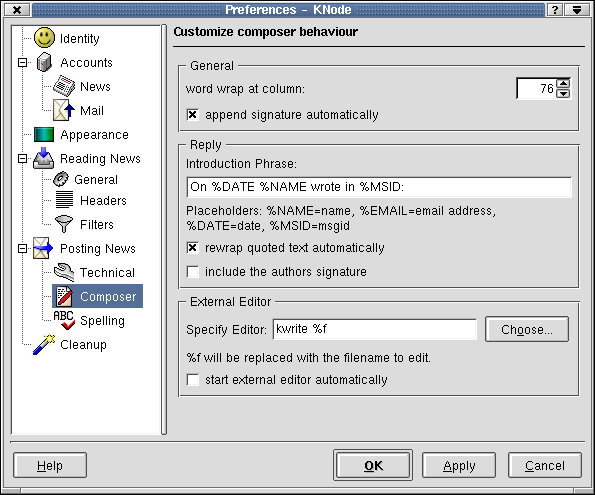 Preferences - KNode
Identity
Accounts
News
Mail
Appearance
Reading News
General
Headers
Filters
Posting News
Technical
Composer
ABC
Spelling
Cleanup
Customize composer behaviour
General
word wrap at column: 76
append signature automatically
Reply
Introduction Phrase:
On %DATE %NAME wrote in %MSID:
Placeholders: %NAME=name, %EMAIL=email address,
%DATE=date, %MSID=msgid
rewrap quoted text automatically
include the authors signature
External Editor
Specify Editor: kwrite %f Choose...
%f will be replaced with the filename to edit.
start external editor automatically
Help OK Apply Cancel